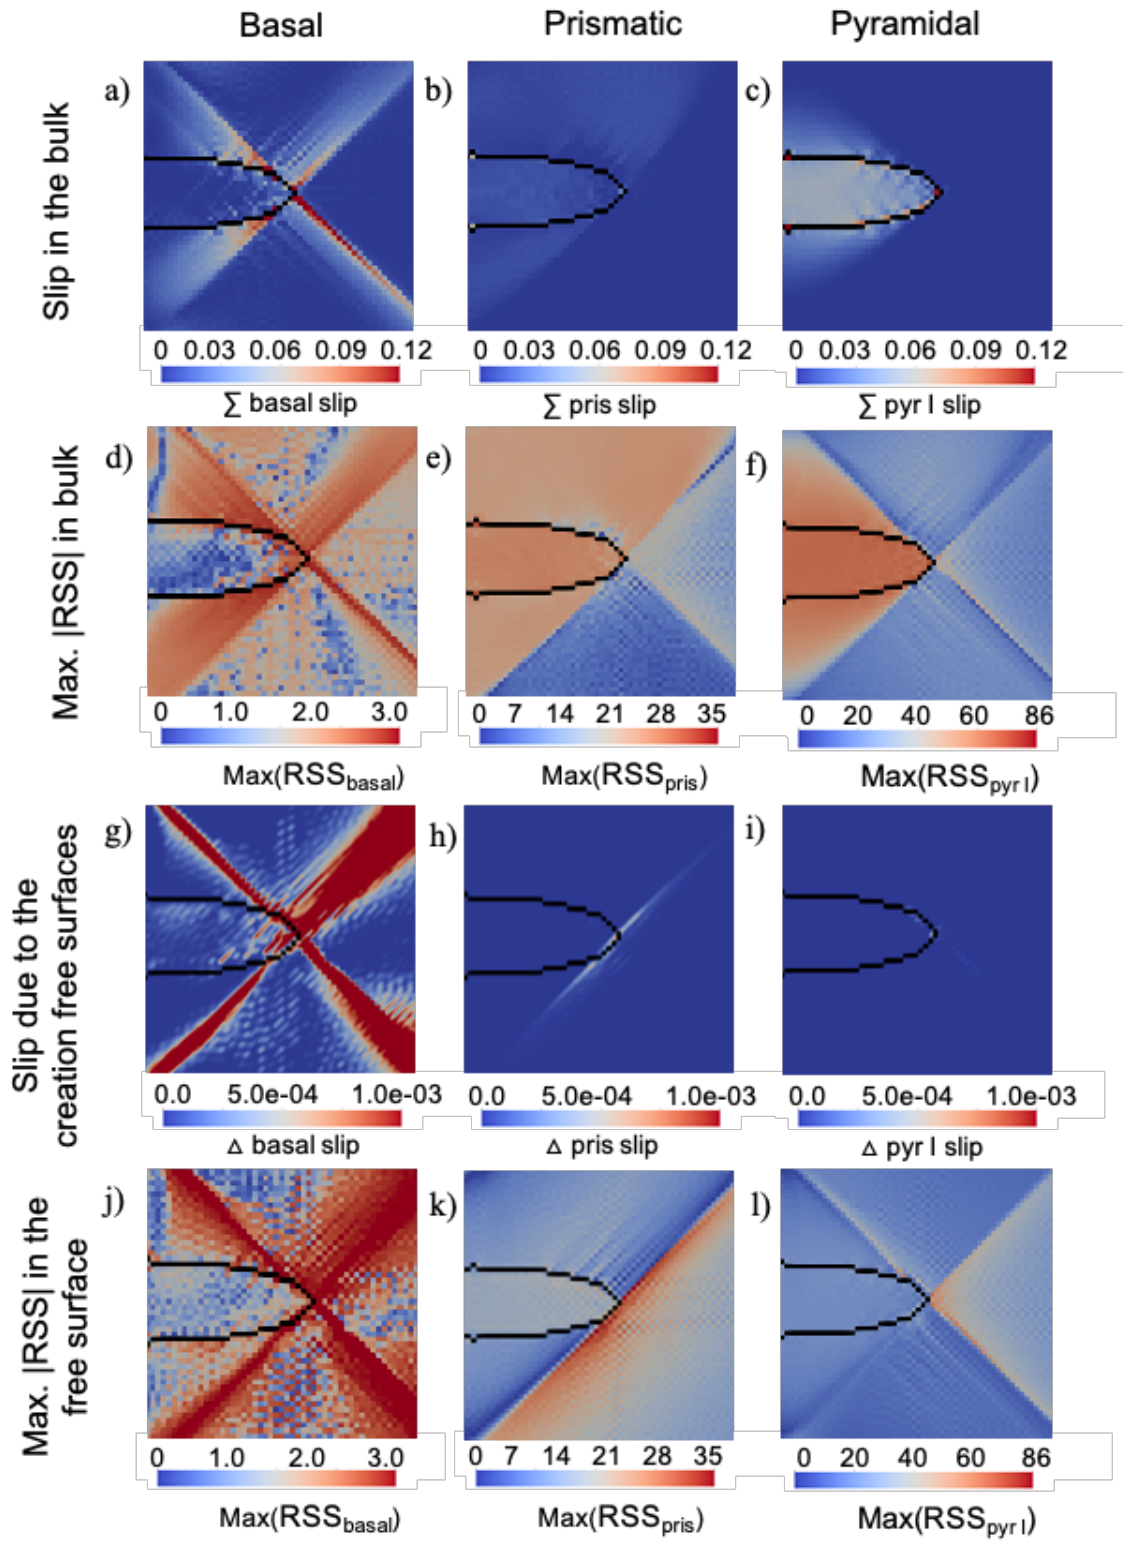 Basal Prismatic Pyramidal
Slip in the bulk
a) b) c)
0 0.03 0.06 0.09 0.12
0 0.03 0.06 0.09 0.12
0 0.03 0.06 0.09 0.12
∑ basal slip
∑ pris slip
∑ pyr I slip
Max. |RSS| in bulk
d) e) f)
0 1.0 2.0 3.0
0 7 14 21 28 35
0 20 40 60 86
Max(RSSbasal)
Max(RSSpris)
Max(RSSpyr I)
Slip due to the
creation free surfaces
g) h) i)
0.0 5.0e-04 1.0e-03
0.0 5.0e-04 1.0e-03
0.0 5.0e-04 1.0e-03
Δ basal slip
Δ pris slip
Δ pyr I slip
Max. |RSS| in the
free surface
j) k) l)
0 1.0 2.0 3.0
0 7 14 21 28 35
0 20 40 60 86
Max(RSSbasal)
Max(RSSpris)
Max(RSSpyr I)